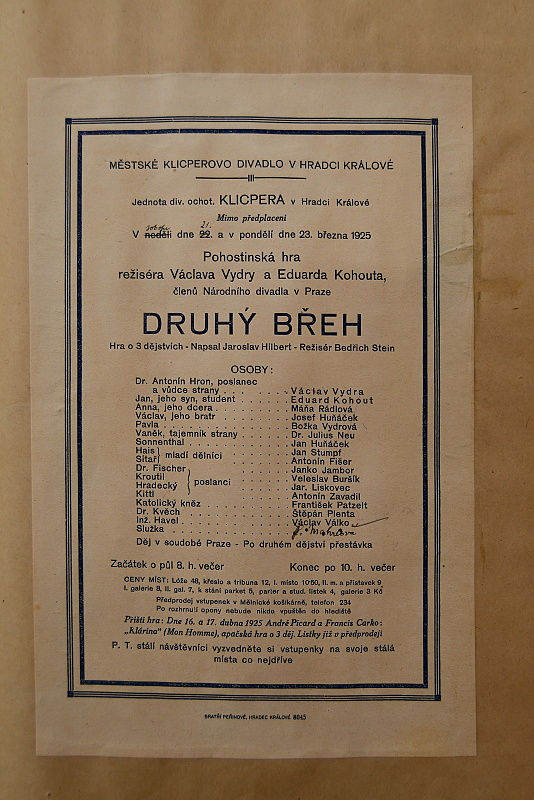 MĚSTSKÉ KLICPEROVO DIVADLO V HRADCI KRÁLOVÉ
Jednota div. ochot. KLICPERA v Hradci Králové
Mimo předplacení
sobotu 21.
V neděli dne 22. a v pondělí dne 23. března 1925
Pohostinská hra
režiséra Václava Vydry a Eduarda Kohouta,
členů Národního divadla v Praze
DRUHÝ BŘEH
Hra o 3 dějstvích - Napsal Jaroslav Hilbert - Režisér Bedřich Stein
OSOBY:
Dr. Antonín Hron, poslanec
a vůdce strany . . . . . . . Václav Vydra
Jan, jeho syn, student . . . . . . Eduard Kohout
Anna, jeho dcera . . . . . . . Máňa Rádlová
Václav, jeho bratr . . . . . . Josef Huňáček
Pavla . . . . . . . Božka Vydrová
Vaněk, tajemník strany . . . . . . Dr. Julius Neu
Sonnenthal . . . . . . Jan Huňáček
Hais } mladí dělníci . . . . . . Jan Stumpf
Sitař } mladí dělníci . . . . . . Antonín Fišer
Dr. Fischer . . . . . . Janko Jambor
Kroutil } poslanci . . . . . . Veleslav Buršík
Hradecký } poslanci . . . . . . Jar. Liskovec
Kittl . . . . . . Antonín Zavadil
Katolický kněz . . . . . . František Patzelt
Dr. Kvěch . . . . . . Štěpán Plenta
Inž. Havel . . . . . . Václav Válko
Služka . . . . . .
Děj v soudobé Praze - Po druhém dějství přestávka
Začátek o půl 8. h. večer Konec po 10. h. večer
CENY MÍST: Lóže 48, křeslo a tribuna 12, I. místo 10·50, II. m. a přístavek 9,
I. galerie 8, II. gal. 7, k stání parket 5, parter a stud. lístek 4, galerie 3 Kč
Předprodej vstupenek v Mělnické košíkárně, telefon 234
Po rozhrnutí opony nebude nikdo vpuštěn do hlediště
Příští hra: Dne 16. a 17. dubna 1925 André Picard a Francis Carko:
„Klárina" (Mon Homme), apačská hra o 3 děj. Lístky již v předprodeji
P. T. stálí návštěvníci vyzvedněte si vstupenky na svoje stálá
místa co nejdříve
BRATŘI PEŘINOVÉ, HRADEC KRÁLOVÉ 8045